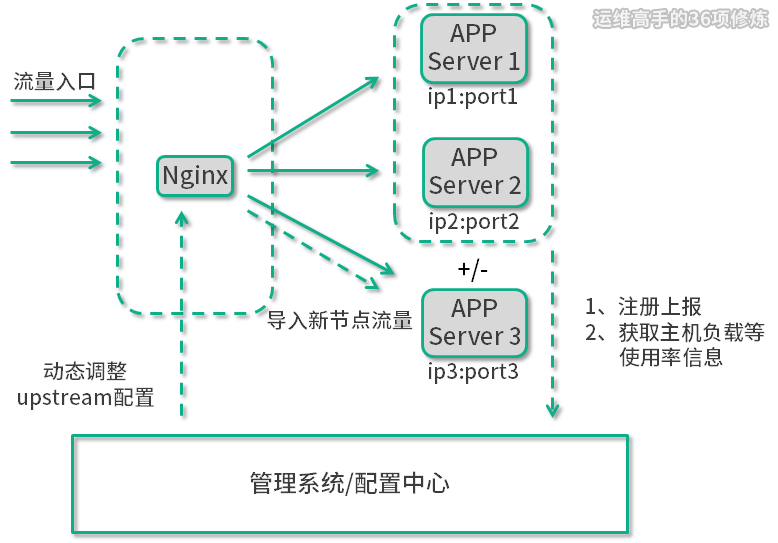 运维高手的36项修炼
流量入口
Nginx
APP
Server 1
ip1:port1
APP
Server 2
ip2:port2
+/-
APP
Server 3
ip3:port3
导入新节点流量
1、注册上报
2、获取主机负载等
使用率信息
动态调整
upstream配置
管理系统/配置中心